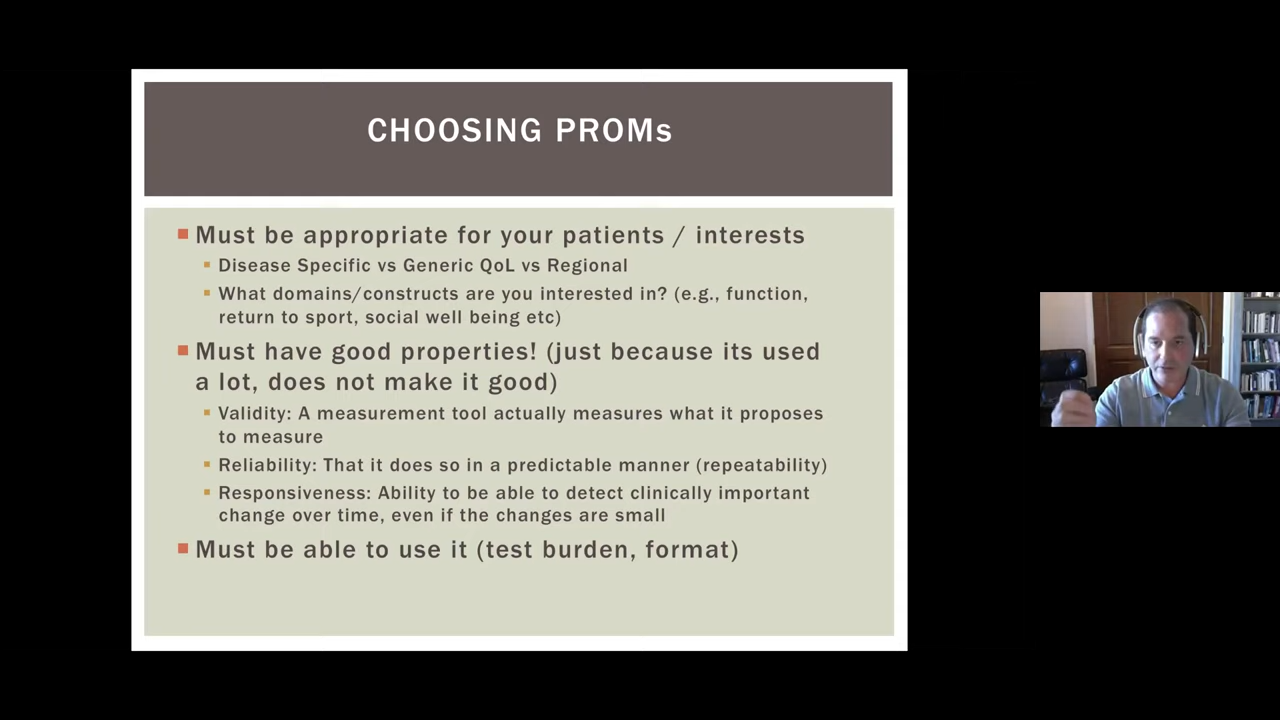 CHOOSING PROMs
Must be appropriate for your patients / interests
Disease Specific vs Generic QoL vs Regional
What domains/constructs are you interested in? (e.g., function,
return to sport, social well being etc)
Must have good properties! (just because its used
a lot, does not make it good)
Validity: A measurement tool actually measures what it proposes
to measure
Reliability: That it does so in a predictable manner (repeatability)
Responsiveness: Ability to be able to detect clinically important
change over time, even if the changes are small
Must be able to use it (test burden, format)